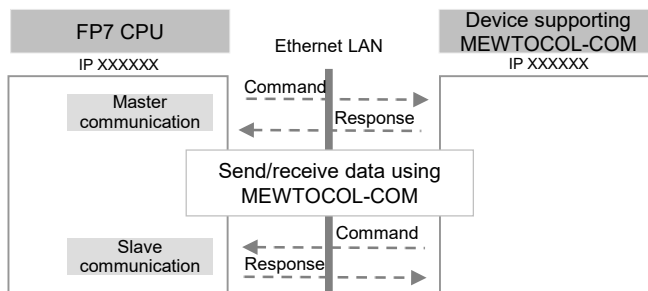 FP7 CPU
Ethernet LAN
Device supporting
MEWTOCOL-COM
IP XXXXXX
IP XXXXXX
Master
communication
Command
Response
Send/receive data using
MEWTOCOL-COM
Slave
communication
Command
Response